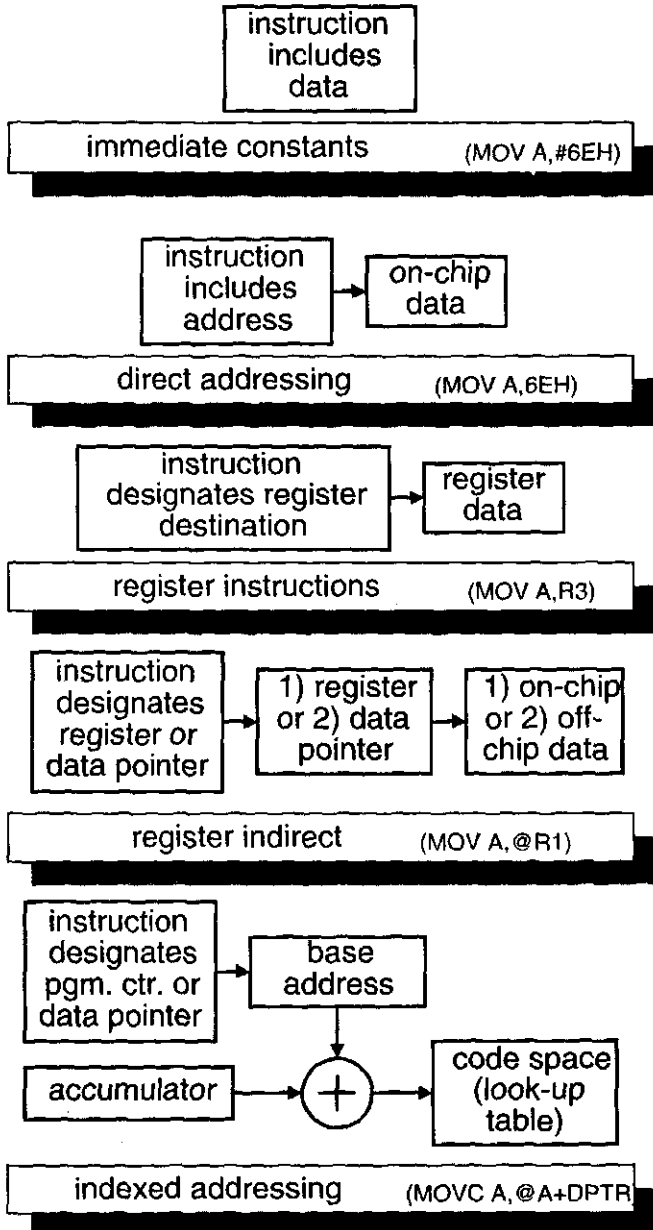 instruction
includes
data
immediate constants (MOV A,#6EH)
instruction
includes
address
on-chip
data
direct addressing (MOV A,6EH)
instruction
designates register
destination
register
data
register instructions (MOV A,R3)
instruction
designates
register or
data pointer
1) register
or 2) data
pointer
1) on-chip
or 2) off-
chip data
register indirect (MOV A,@R1)
instruction
designates
pgm. ctr. or
data pointer
base
address
accumulator
+
code space
(look-up
table)
indexed addressing (MOVC A,@A+DPTR